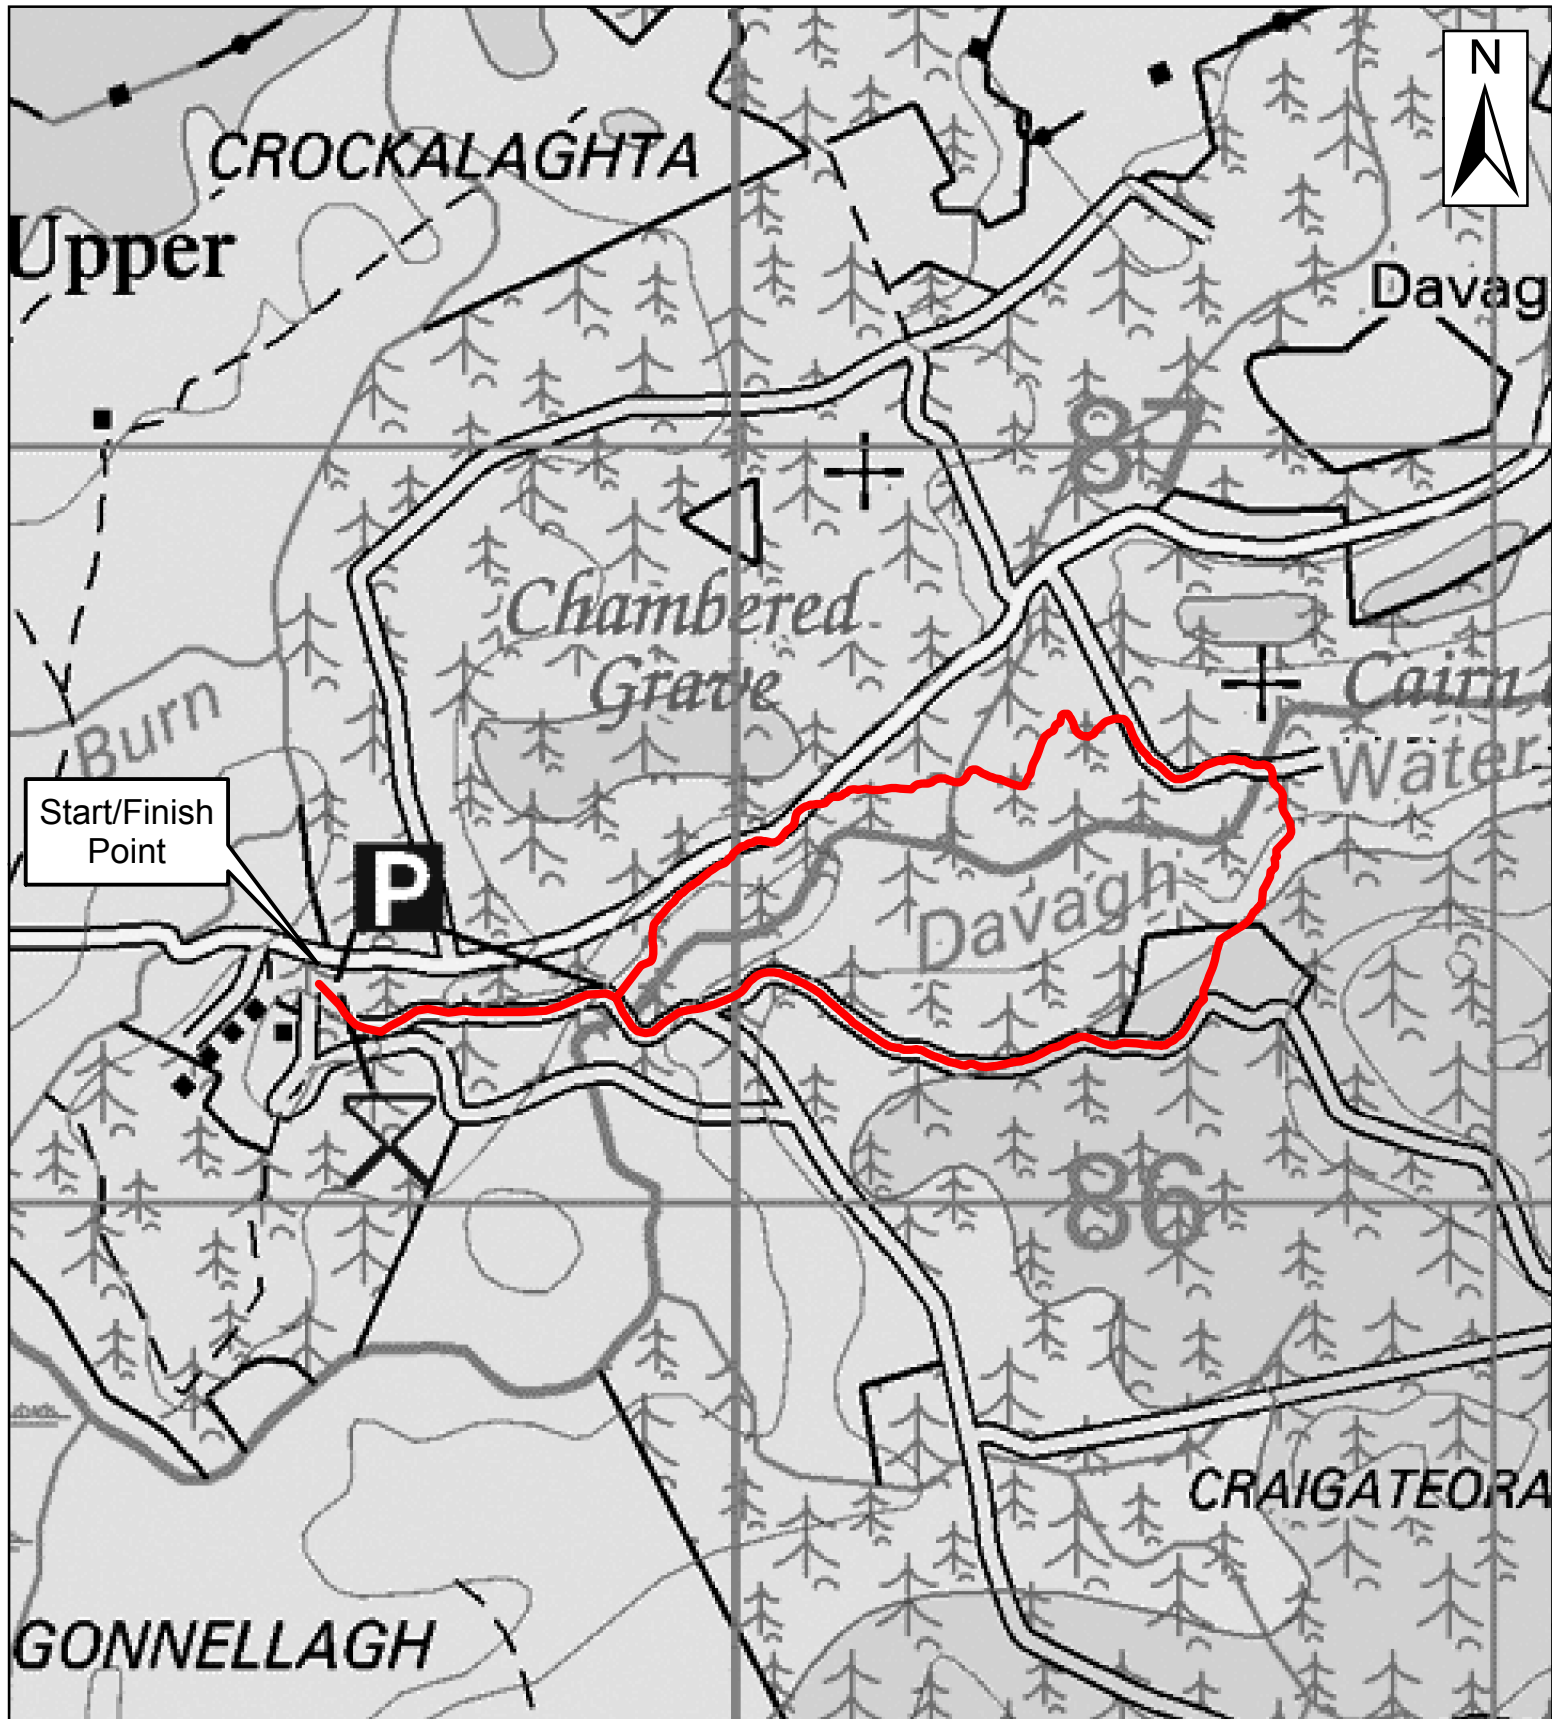 N
CROCKALAGHTA
Upper
Davag
87
Chambered
Grave
Cairn
Burn
Water
Start/Finish
Point
P
Davagh
86
CRAIGATEORA
GONNELLAGH